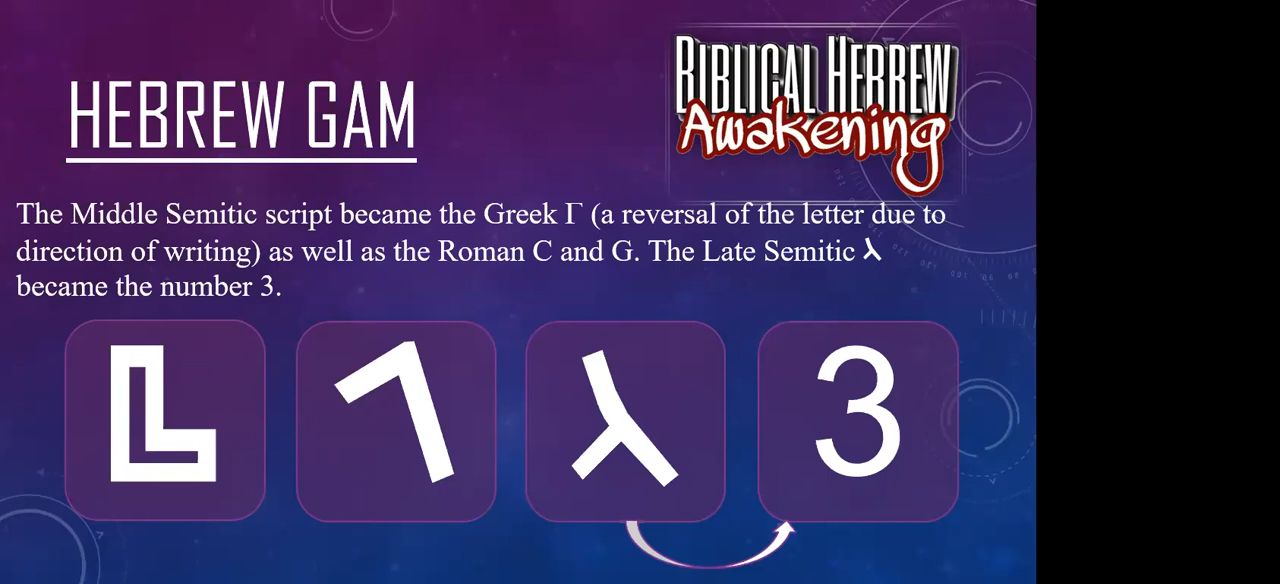 BIBLICAL HEBREW
Awakening
HEBREW GAM
The Middle Semitic script became the Greek Γ (a reversal of the letter due to
direction of writing) as well as the Roman C and G. The Late Semitic ⅄
became the number 3.
3